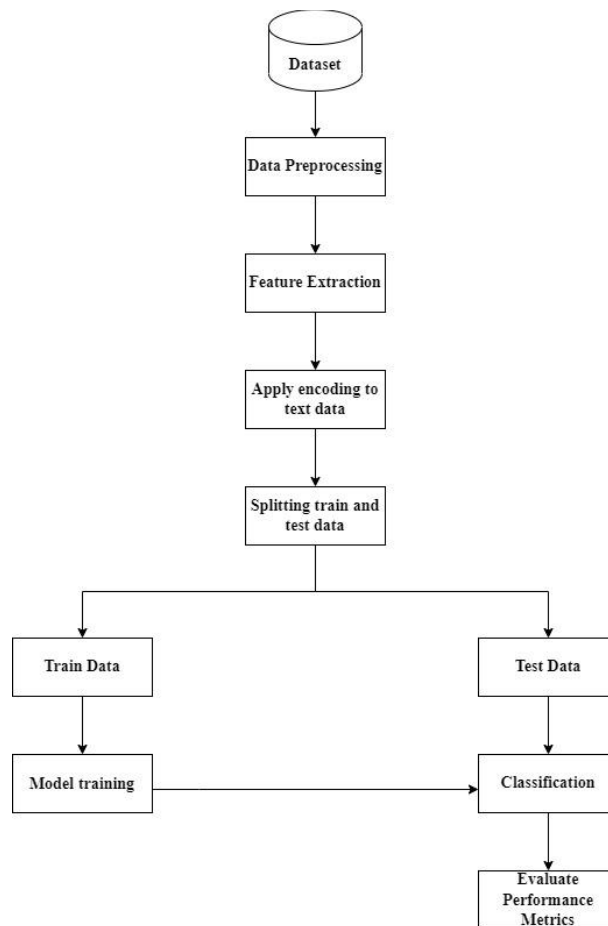 Dataset
Data Preprocessing
Feature Extraction
Apply encoding to
text data
Splitting train and
test data
Train Data
Test Data
Model training
Classification
Evaluate
Performance
Metrics